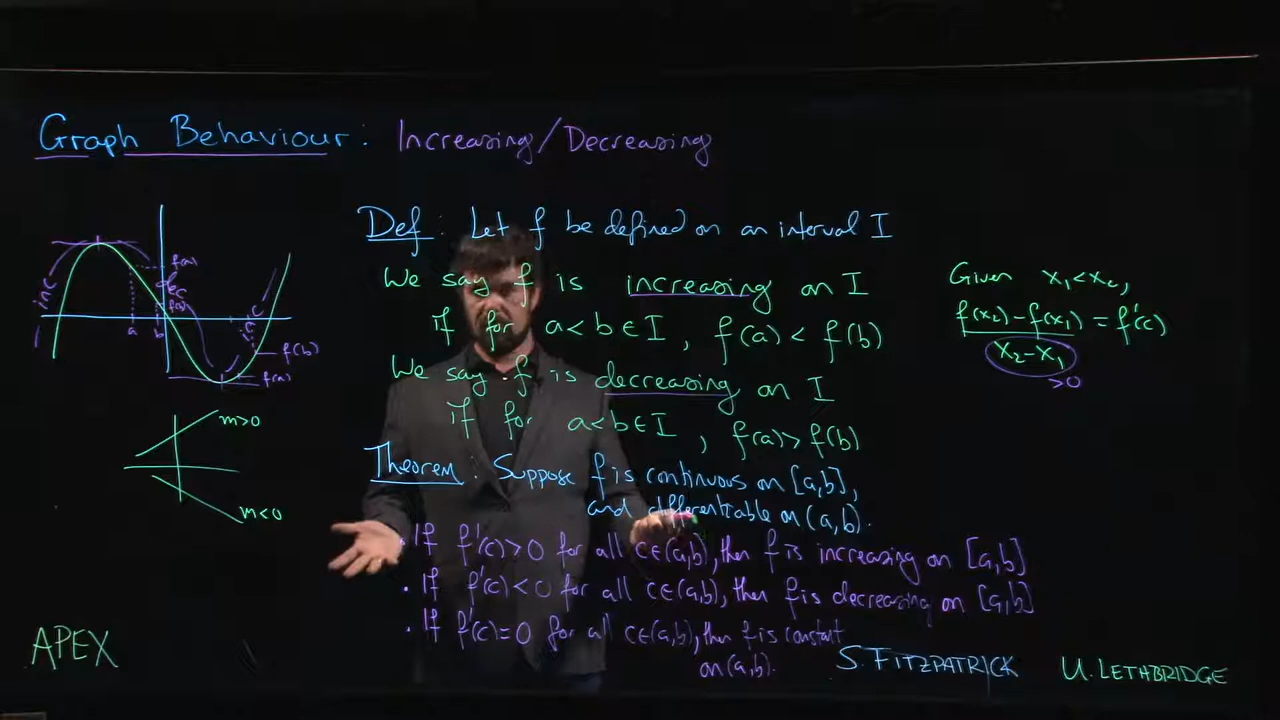 Graph Behaviour: Increasing/Decreasing
inc
dec
f(a)
f(b)
a
b
inc
f(b)
f(a)
m>0
m<0
Def: Let f be defined on an interval I
We say f is increasing on I
if for a<b∈I, f(a)<f(b)
We say f is decreasing on I
if for a<b∈I, f(a)>f(b)
Theorem: Suppose f is continuous on [a,b],
and differentiable on (a,b).
• If f'(c)>0 for all c∈(a,b), then f is increasing on [a,b]
• If f'(c)<0 for all c∈(a,b), then f is decreasing on [a,b]
• If f'(c)=0 for all c∈(a,b), then f is constant
on (a,b).
Given x₁<x₂,
f(x₂)-f(x₁) = f'(c)
x₂-x₁
>0
APEX
S. FITZPATRICK
U. LETHBRIDGE